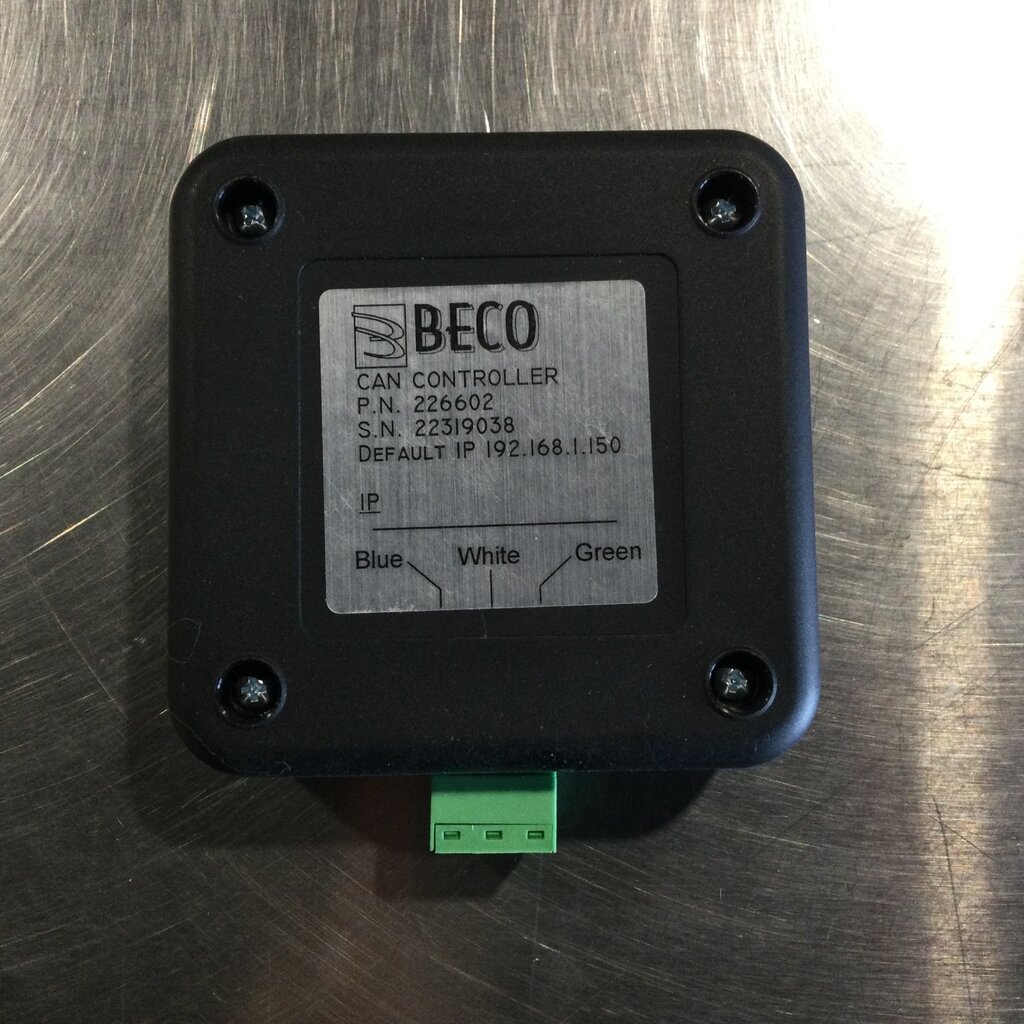 BECO
CAN CONTROLLER
P.N. 226602
S.N. 22319038
DEFAULT IP 192.168.1.150
IP
Blue White Green